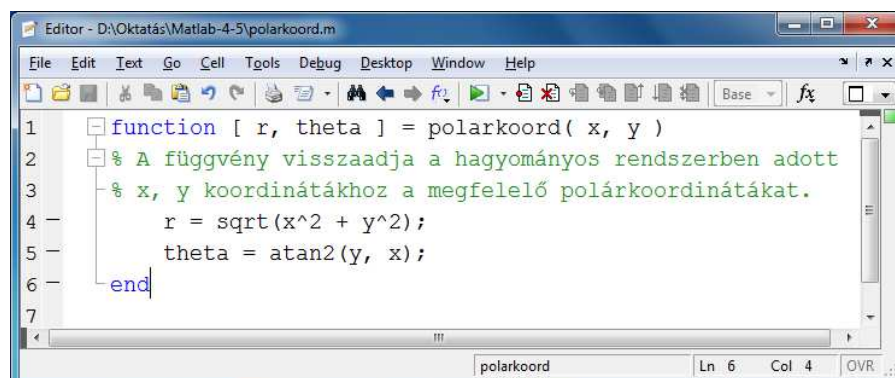 Editor - D:\Oktatás\Matlab-4-5\polarkoord.m
File Edit Text Go Cell Tools Debug Desktop Window Help
Base fx
1 function [ r, theta ] = polarkoord( x, y )
2 % A függvény visszaadja a hagyományos rendszerben adott
3 % x, y koordinátákhoz a megfelelő polárkoordinátákat.
4 r = sqrt(x^2 + y^2);
5 theta = atan2(y, x);
6 end
7
polarkoord Ln 6 Col 4 OVR